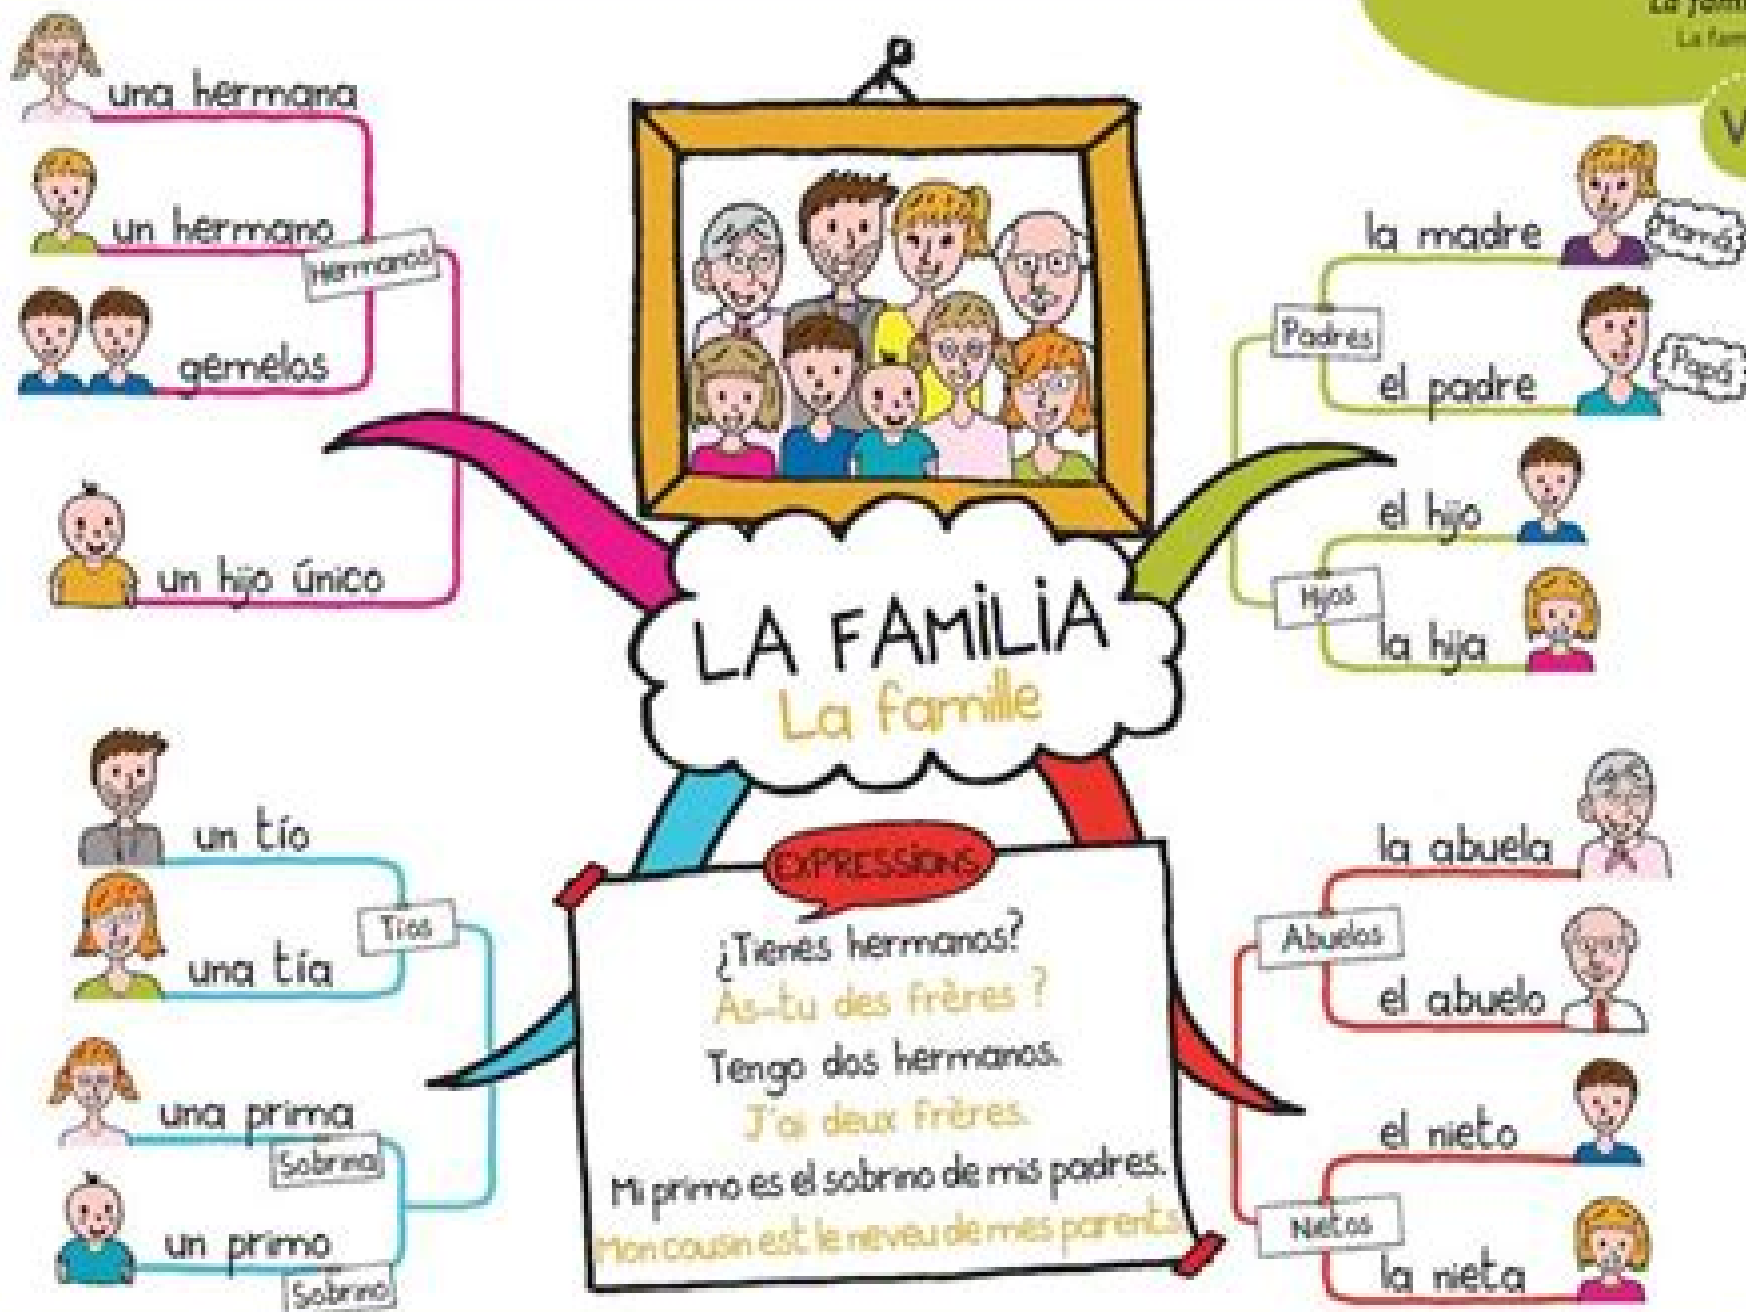 una hermana
un hermano
Hermanos
gemelos
un hijo único
la madre
Mamá
Padres
el padre
Papá
el hijo
Hijos
la hija
LA FAMILIA
La famille
un tío
Tíos
una tía
una prima
Sobrina
un primo
Sobrino
EXPRESSIONS
¿Tienes hermanos?
As-tu des frères ?
Tengo dos hermanos.
J'ai deux frères.
Mi primo es el sobrino de mis padres.
Mon cousin est le neveu de mes parents
la abuela
Abuelos
el abuelo
el nieto
Nietos
la nieta